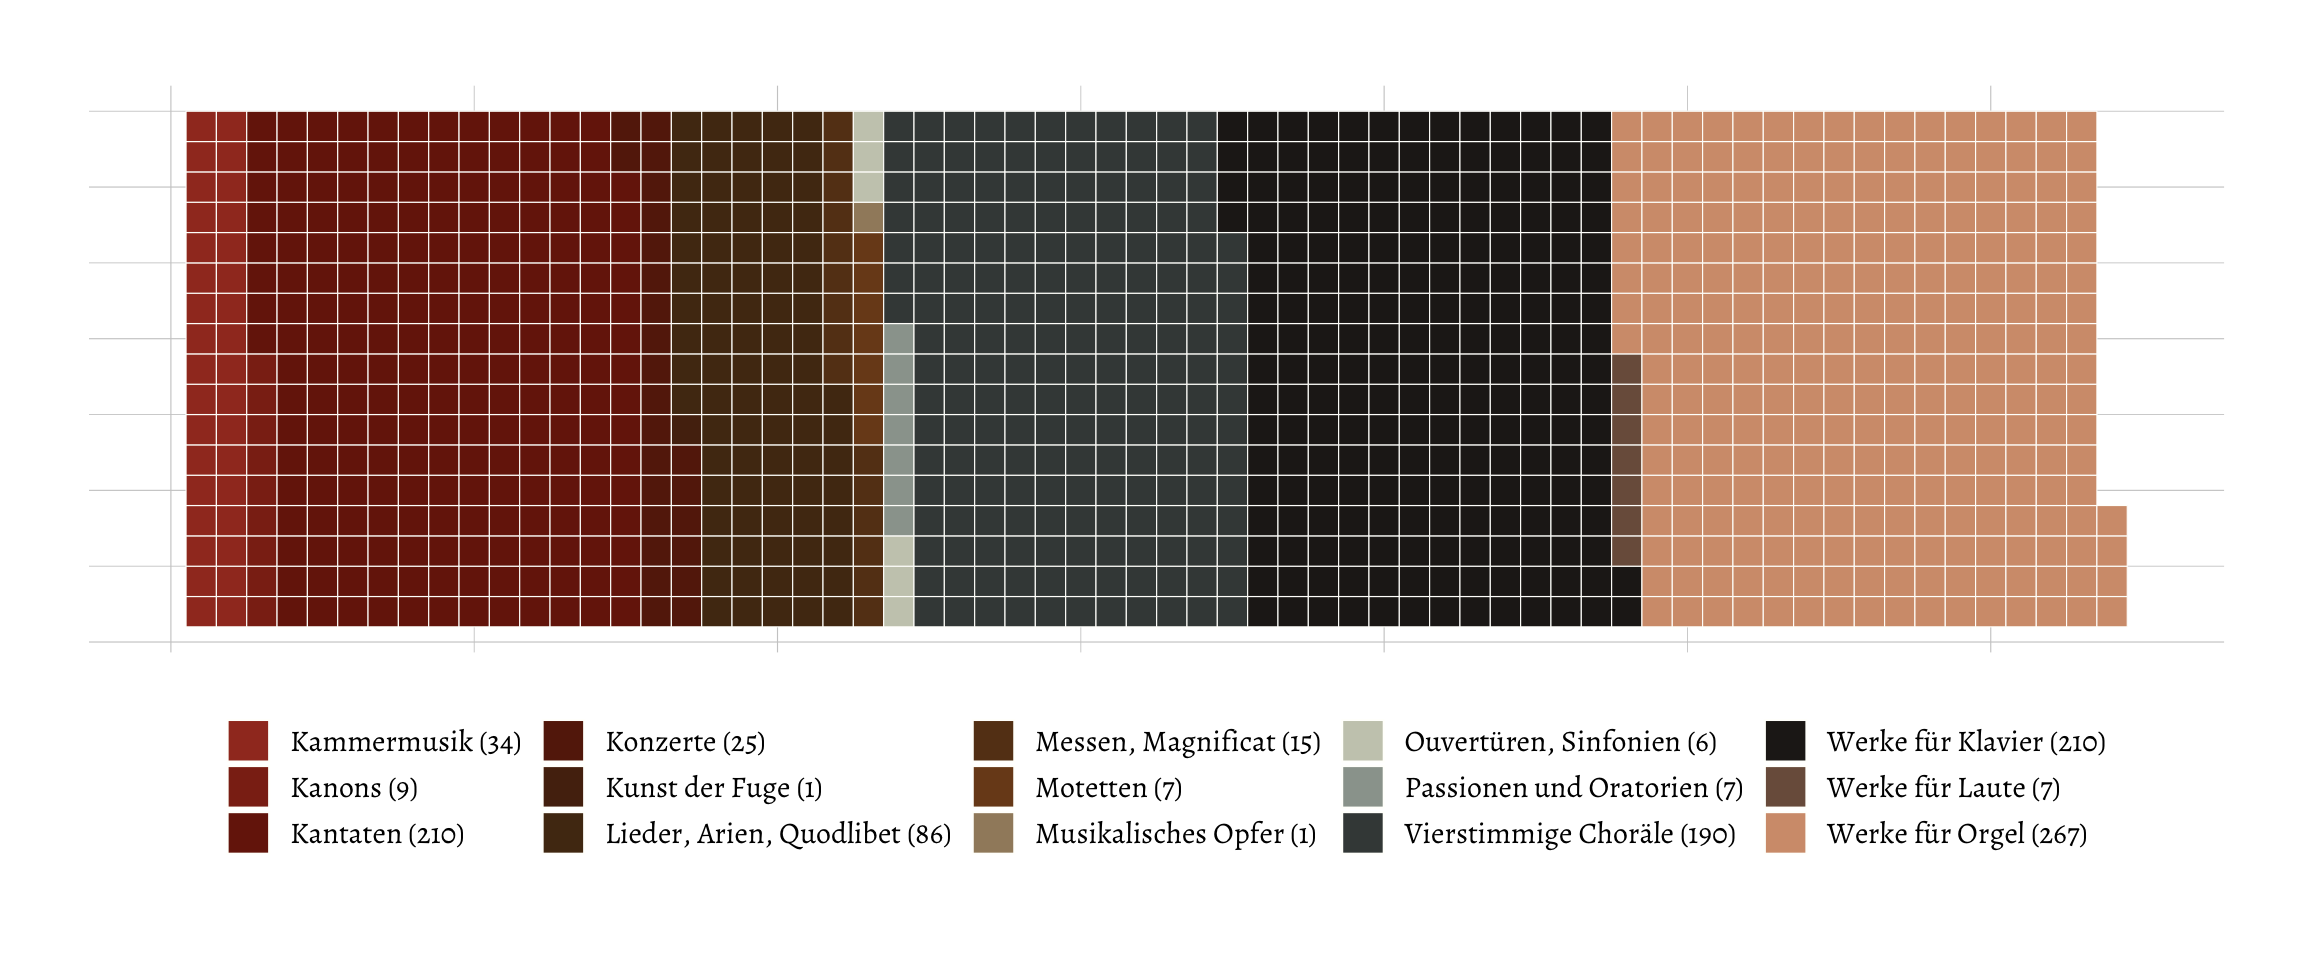 Kammermusik (34)
Kanons (9)
Kantaten (210)
Konzerte (25)
Kunst der Fuge (1)
Lieder, Arien, Quodlibet (86)
Messen, Magnificat (15)
Motetten (7)
Musikalisches Opfer (1)
Ouvertüren, Sinfonien (6)
Passionen und Oratorien (7)
Vierstimmige Choräle (190)
Werke für Klavier (210)
Werke für Laute (7)
Werke für Orgel (267)